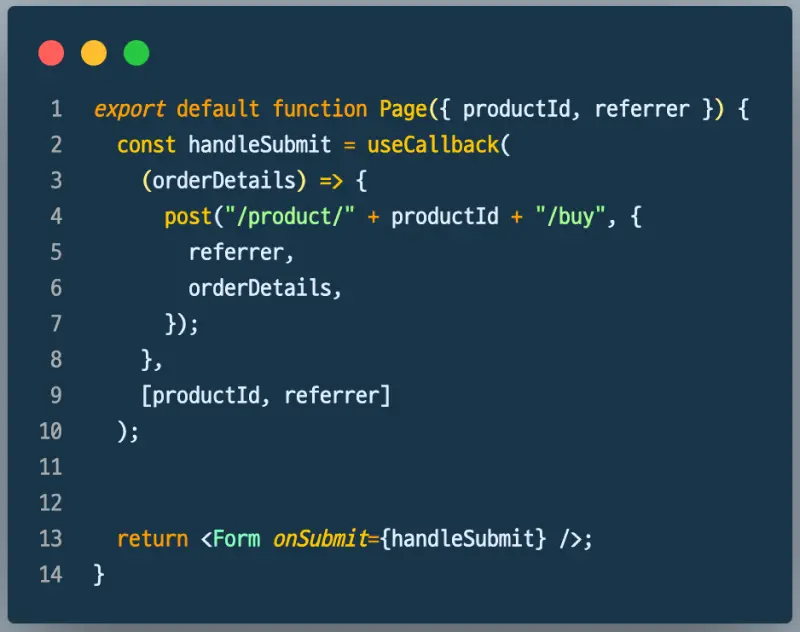 1 export default function Page({ productId, referrer }) {
2 const handleSubmit = useCallback(
3 (orderDetails) => {
4 post("/product/" + productId + "/buy", {
5 referrer,
6 orderDetails,
7 });
8 },
9 [productId, referrer]
10 );
11
12
13 return <Form onSubmit={handleSubmit} />;
14 }